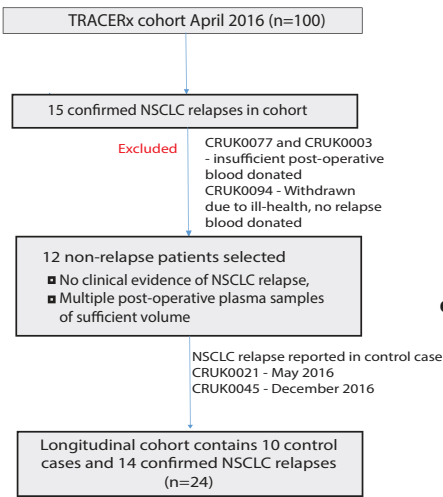 TRACERx cohort April 2016 (n=100)
15 confirmed NSCLC relapses in cohort
Excluded
CRUK0077 and CRUK0003
- insufficient post-operative
blood donated
CRUK0094 - Withdrawn
due to ill-health, no relapse
blood donated
12 non-relapse patients selected
No clinical evidence of NSCLC relapse,
Multiple post-operative plasma samples
of sufficient volume
NSCLC relapse reported in control case
CRUK0021 - May 2016
CRUK0045 - December 2016
Longitudinal cohort contains 10 control
cases and 14 confirmed NSCLC relapses
(n=24)